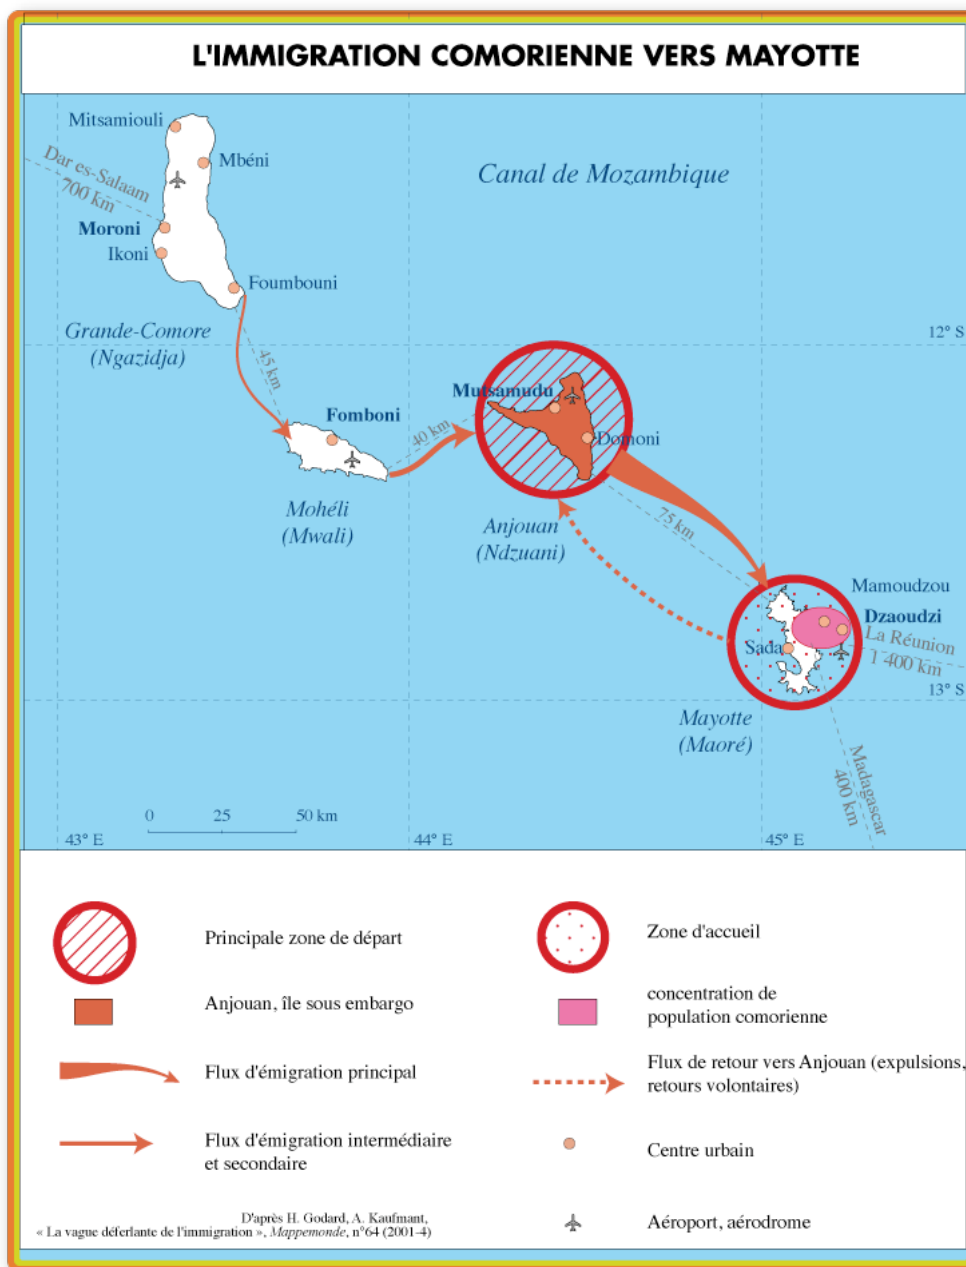 L'IMMIGRATION COMORIENNE VERS MAYOTTE
Mitsamiouli
Mbéni
Dar es-Salaam
700 km
Canal de Mozambique
Moroni
Ikoni
Foumbouni
Grande-Comore
(Ngazidja)
45 km
12° S
Mutsamudu
Fomboni
40 km
Domoni
Mohéli
(Mwali)
Anjouan
(Ndzuani)
75 km
Mamoudzou
Dzaoudzi
La Réunion
1 400 km
Sada
13° S
Mayotte
(Maoré)
Madagascar
400 km
0 25 50 km
43° E
44° E
45° E
Principale zone de départ
Zone d'accueil
Anjouan, île sous embargo
concentration de
population comorienne
Flux d'émigration principal
Flux de retour vers Anjouan (expulsions,
retours volontaires)
Flux d'émigration intermédiaire
et secondaire
Centre urbain
Aéroport, aérodrome
D'après H. Godard, A. Kaufmant,
« La vague déferlante de l'immigration », Mappemonde, n°64 (2001-4)